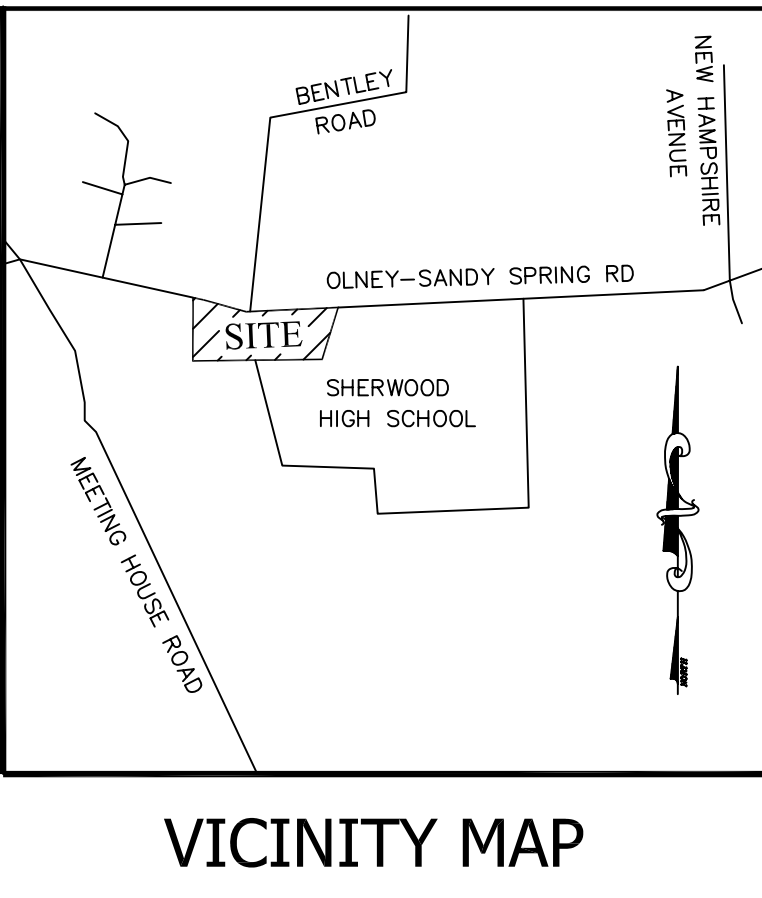 BENTLEY
ROAD
NEW HAMPSHIRE
AVENUE
OLNEY-SANDY SPRING RD
SITE
SHERWOOD
HIGH SCHOOL
MEETING HOUSE ROAD
VICINITY MAP